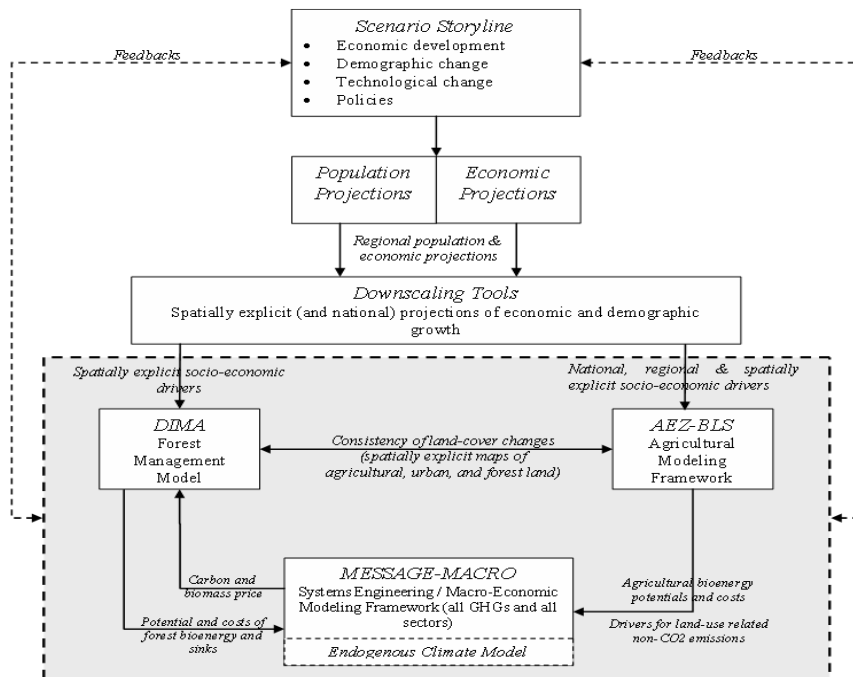 Scenario Storyline
• Economic development
• Demographic change
• Technological change
• Policies
Feedbacks
Feedbacks
Population
Projections
Economic
Projections
Regional population &
economic projections
Downscaling Tools
Spatially explicit (and national) projections of economic and demographic
growth
Spatially explicit socio-economic
drivers
National, regional & spatially
explicit socio-economic drivers
DIMA
Forest
Management
Model
Consistency of land-cover changes
(spatially explicit maps of
agricultural, urban, and forest land)
AEZ-BLS
Agricultural
Modeling
Framework
Carbon and
biomass price
Potential and costs of
forest bioenergy and
sinks
MESSAGE-MACRO
Systems Engineering / Macro-Economic
Modeling Framework (all GHGs and all
sectors)
Endogenous Climate Model
Agricultural bioenergy
potentials and costs
Drivers for land-use related
non-CO2 emissions